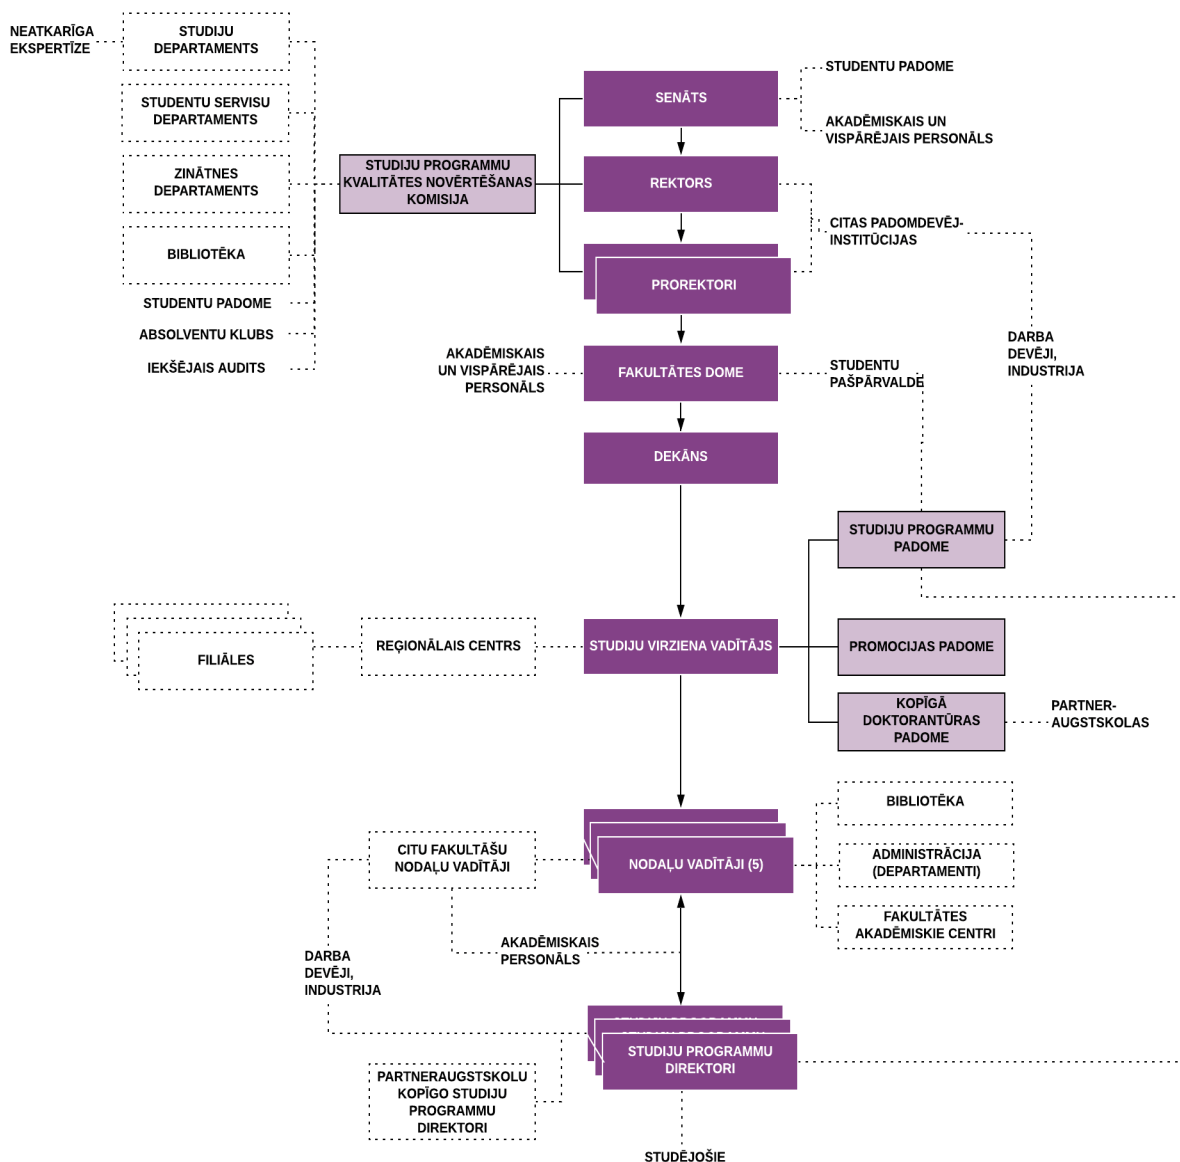 NEATKARĪGA
EKSPERTĪZE
STUDIJU
DEPARTAMENTS
STUDENTU SERVISU
DEPARTAMENTS
ZINĀTNES
DEPARTAMENTS
BIBLIOTĒKA
STUDENTU PADOME
ABSOLVENTU KLUBS
IEKŠĒJAIS AUDITS
STUDIJU PROGRAMMU
KVALITĀTES NOVĒRTĒŠANAS
KOMISIJA
SENĀTS
STUDENTU PADOME
AKADĒMISKAIS UN
VISPĀRĒJAIS PERSONĀLS
REKTORS
CITAS PADOMDEVĒJ-
INSTITŪCIJAS
PROREKTORI
DARBA
DEVĒJI,
INDUSTRIJA
AKADĒMISKAIS
UN VISPĀRĒJAIS
PERSONĀLS
FAKULTĀTES DOME
STUDENTU
PAŠPĀRVALDE
DEKĀNS
STUDIJU PROGRAMMU
PADOME
FILIĀLES
REĢIONĀLAIS CENTRS
STUDIJU VIRZIENA VADĪTĀJS
PROMOCIJAS PADOME
KOPĪGĀ
DOKTORANTŪRAS
PADOME
PARTNER-
AUGSTSKOLAS
CITU FAKULTĀŠU
NODAĻU VADĪTĀJI
NODAĻU VADĪTĀJI (5)
BIBLIOTĒKA
ADMINISTRĀCIJA
(DEPARTAMENTI)
FAKULTĀTES
AKADĒMISKIE CENTRI
AKADĒMISKAIS
PERSONĀLS
DARBA
DEVĒJI,
INDUSTRIJA
STUDIJU PROGRAMMU
DIREKTORI
PARTNERAUGSTSKOLU
KOPĪGO STUDIJU
PROGRAMMU
DIREKTORI
STUDĒJOŠIE